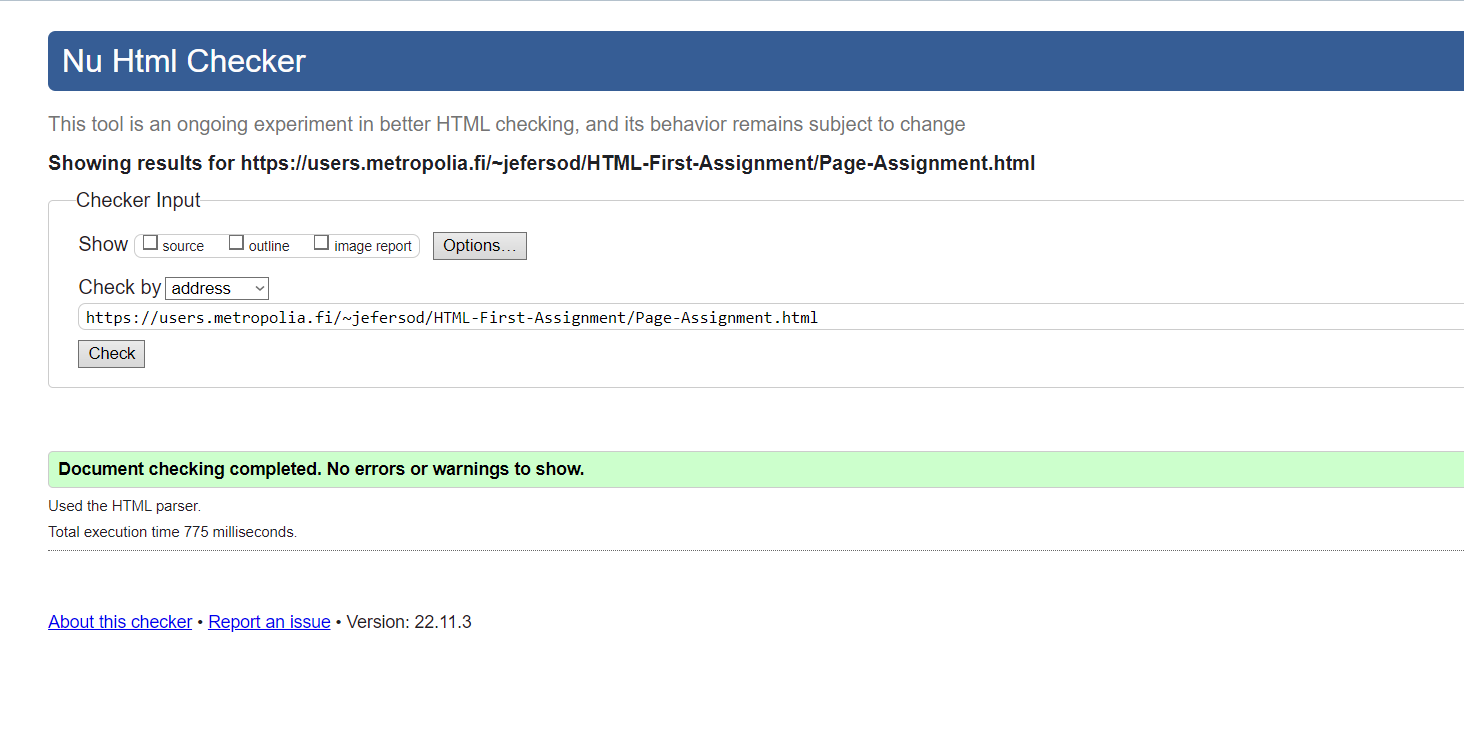 Nu Html Checker
This tool is an ongoing experiment in better HTML checking, and its behavior remains subject to change
Showing results for https://users.metropolia.fi/~jefersod/HTML-First-Assignment/Page-Assignment.html
Checker Input
Show source outline image report Options…
Check by address
https://users.metropolia.fi/~jefersod/HTML-First-Assignment/Page-Assignment.html
Check
Document checking completed. No errors or warnings to show.
Used the HTML parser.
Total execution time 775 milliseconds.
About this checker • Report an issue • Version: 22.11.3